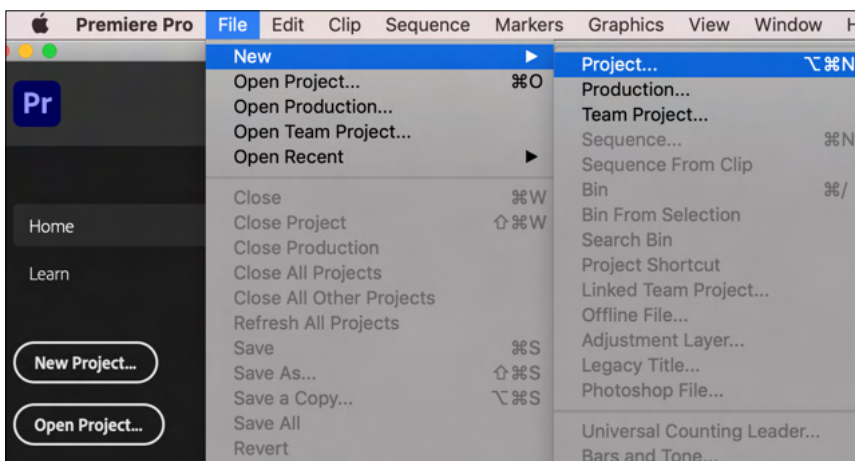 Premiere Pro File Edit Clip Sequence Markers Graphics View Window
Pr
Home
Learn
New Project...
Open Project...
New
Open Project... ⌘O
Open Production...
Open Team Project...
Open Recent
Close ⌘W
Close Project ⇧⌘W
Close Production
Close All Projects
Close All Other Projects
Refresh All Projects
Save ⌘S
Save As... ⇧⌘S
Save a Copy... ⌥⌘S
Save All
Revert
Project... ⌥⌘N
Production...
Team Project...
Sequence... ⌘N
Sequence From Clip
Bin ⌘/
Bin From Selection
Search Bin
Project Shortcut
Linked Team Project...
Offline File...
Adjustment Layer...
Legacy Title...
Photoshop File...
Universal Counting Leader...
Bars and Tone...